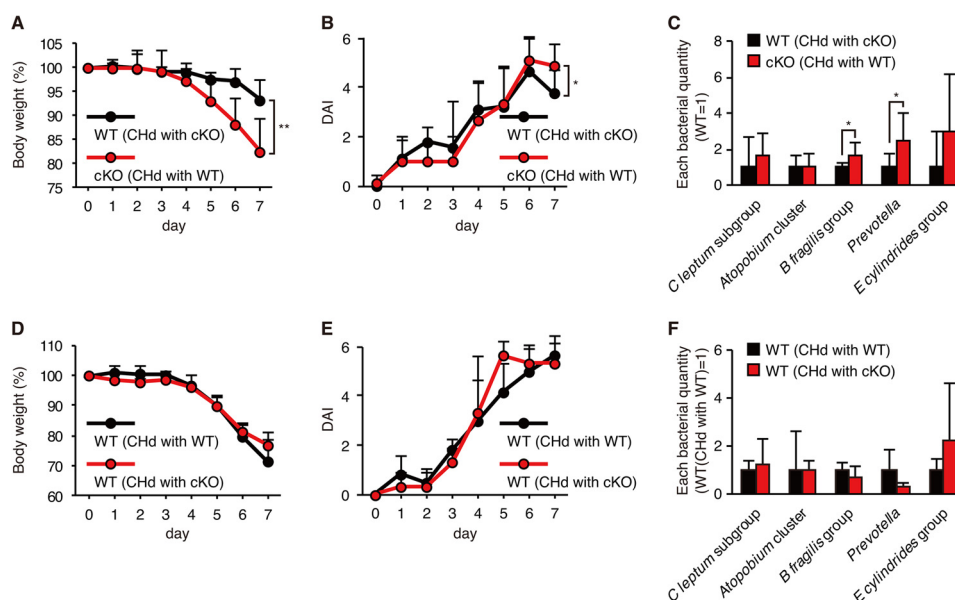 A
Body weight (%)
105
100
95
90
85
80
75
WT (CHd with cKO)
cKO (CHd with WT)
**
0 1 2 3 4 5 6 7
day
B
DAI
6
4
2
0
WT (CHd with cKO)
cKO (CHd with WT)
*
0 1 2 3 4 5 6 7
day
C
Each bacterial quantity
(WT=1)
8
6
4
2
0
WT (CHd with cKO)
cKO (CHd with WT)
*
*
C leptum subgroup
Atopobium cluster
B fragilis group
Prevotella
E cylindrides group
D
Body weight (%)
110
100
90
80
70
60
WT (CHd with WT)
WT (CHd with cKO)
0 1 2 3 4 5 6 7
day
E
DAI
6
4
2
0
WT (CHd with WT)
WT (CHd with cKO)
0 1 2 3 4 5 6 7
day
F
Each bacterial quantity
(WT(CHd with WT)=1)
6
4
2
0
WT (CHd with WT)
WT (CHd with cKO)
C leptum subgroup
Atopobium cluster
B fragilis group
Prevotella
E cylindrides group